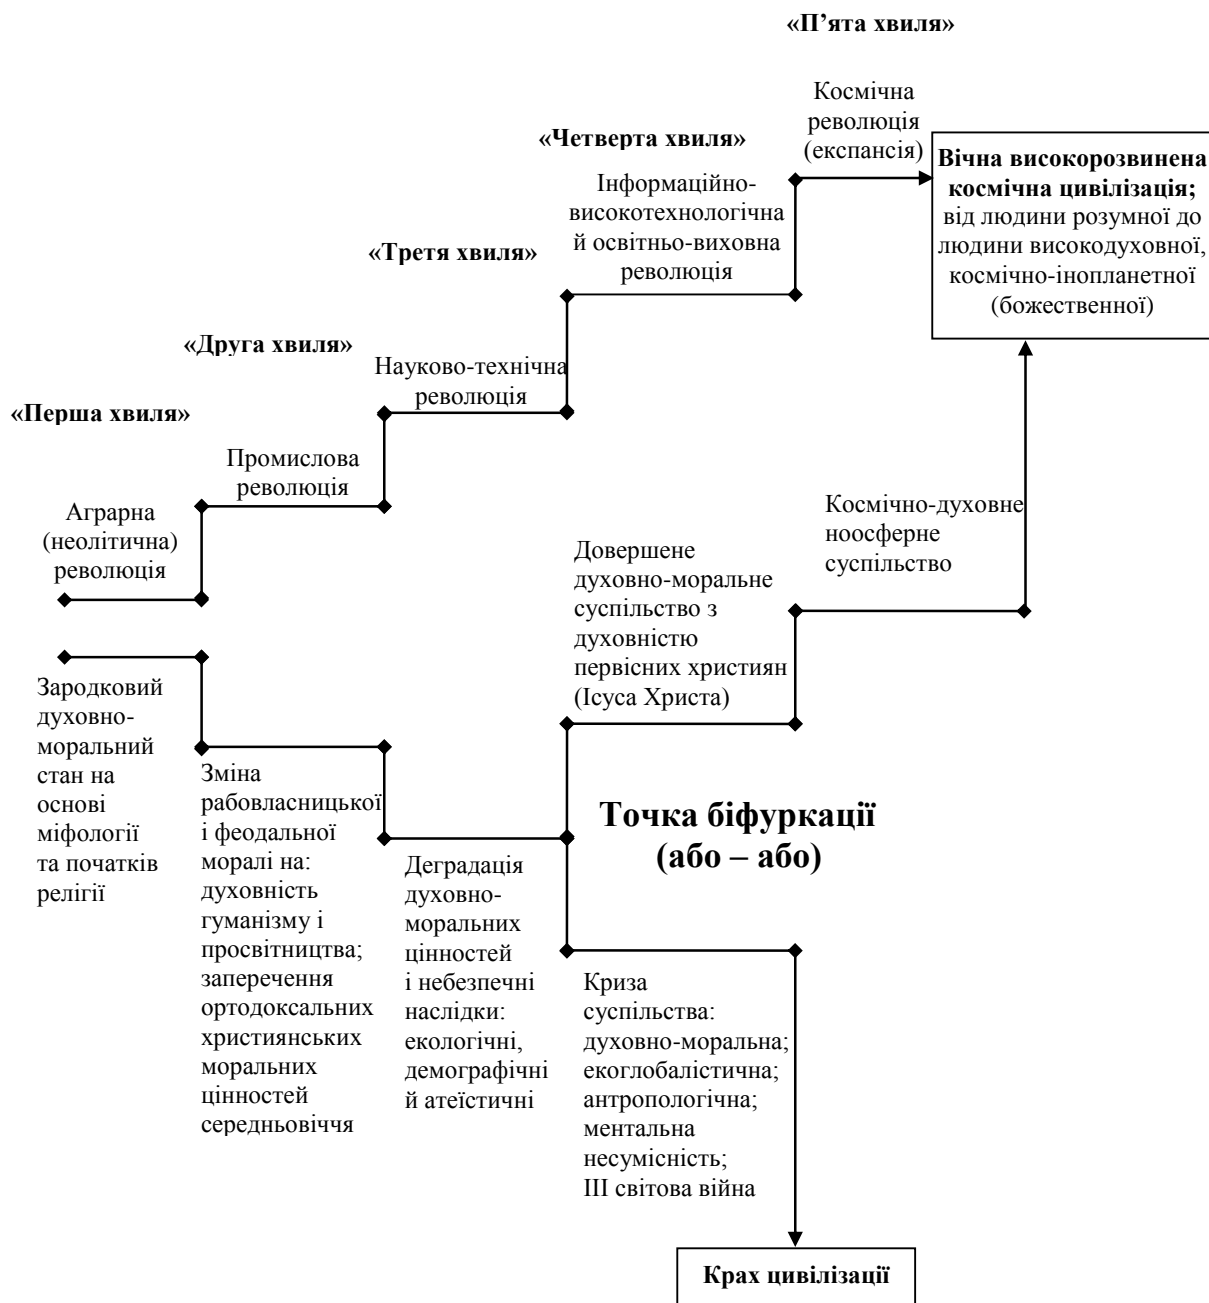 «П’ята хвиля»
Космічна
революція
(експансія)
«Четверта хвиля»
Вічна високорозвинена
космічна цивілізація;
від людини розумної до
людини високодуховної,
космічно-інопланетної
(божественної)
Інформаційно-
високотехнологічна
й освітньо-виховна
революція
«Третя хвиля»
«Друга хвиля»
Науково-технічна
революція
«Перша хвиля»
Промислова
революція
Аграрна
(неолітична)
революція
Космічно-духовне
ноосферне
суспільство
Довершене
духовно-моральне
суспільство з
духовністю
первісних християн
(Ісуса Христа)
Зародковий
духовно-
моральний
стан на
основі
міфології
та початків
релігії
Зміна
рабовласницької
і феодальної
моралі на:
духовність
гуманізму і
просвітництва;
заперечення
ортодоксальних
християнських
моральних
цінностей
середньовіччя
Точка біфуркації
(або – або)
Деградація
духовно-
моральних
цінностей
і небезпечні
наслідки:
екологічні,
демографічні
й атеїстичні
Криза
суспільства:
духовно-моральна;
екоглобалістична;
антропологічна;
ментальна
несумісність;
ІІІ світова війна
Крах цивілізації